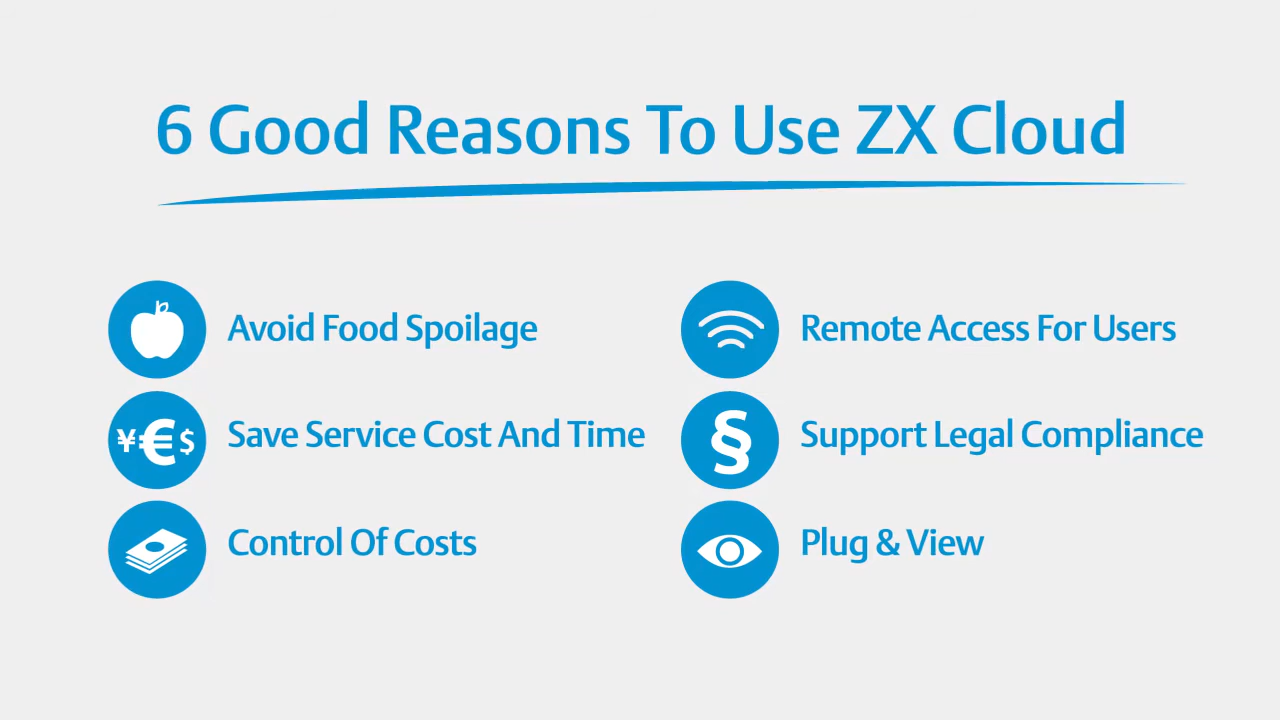 6 Good Reasons To Use ZX Cloud
Avoid Food Spoilage
¥€$ Save Service Cost And Time
Control Of Costs
Remote Access For Users
§ Support Legal Compliance
Plug & View